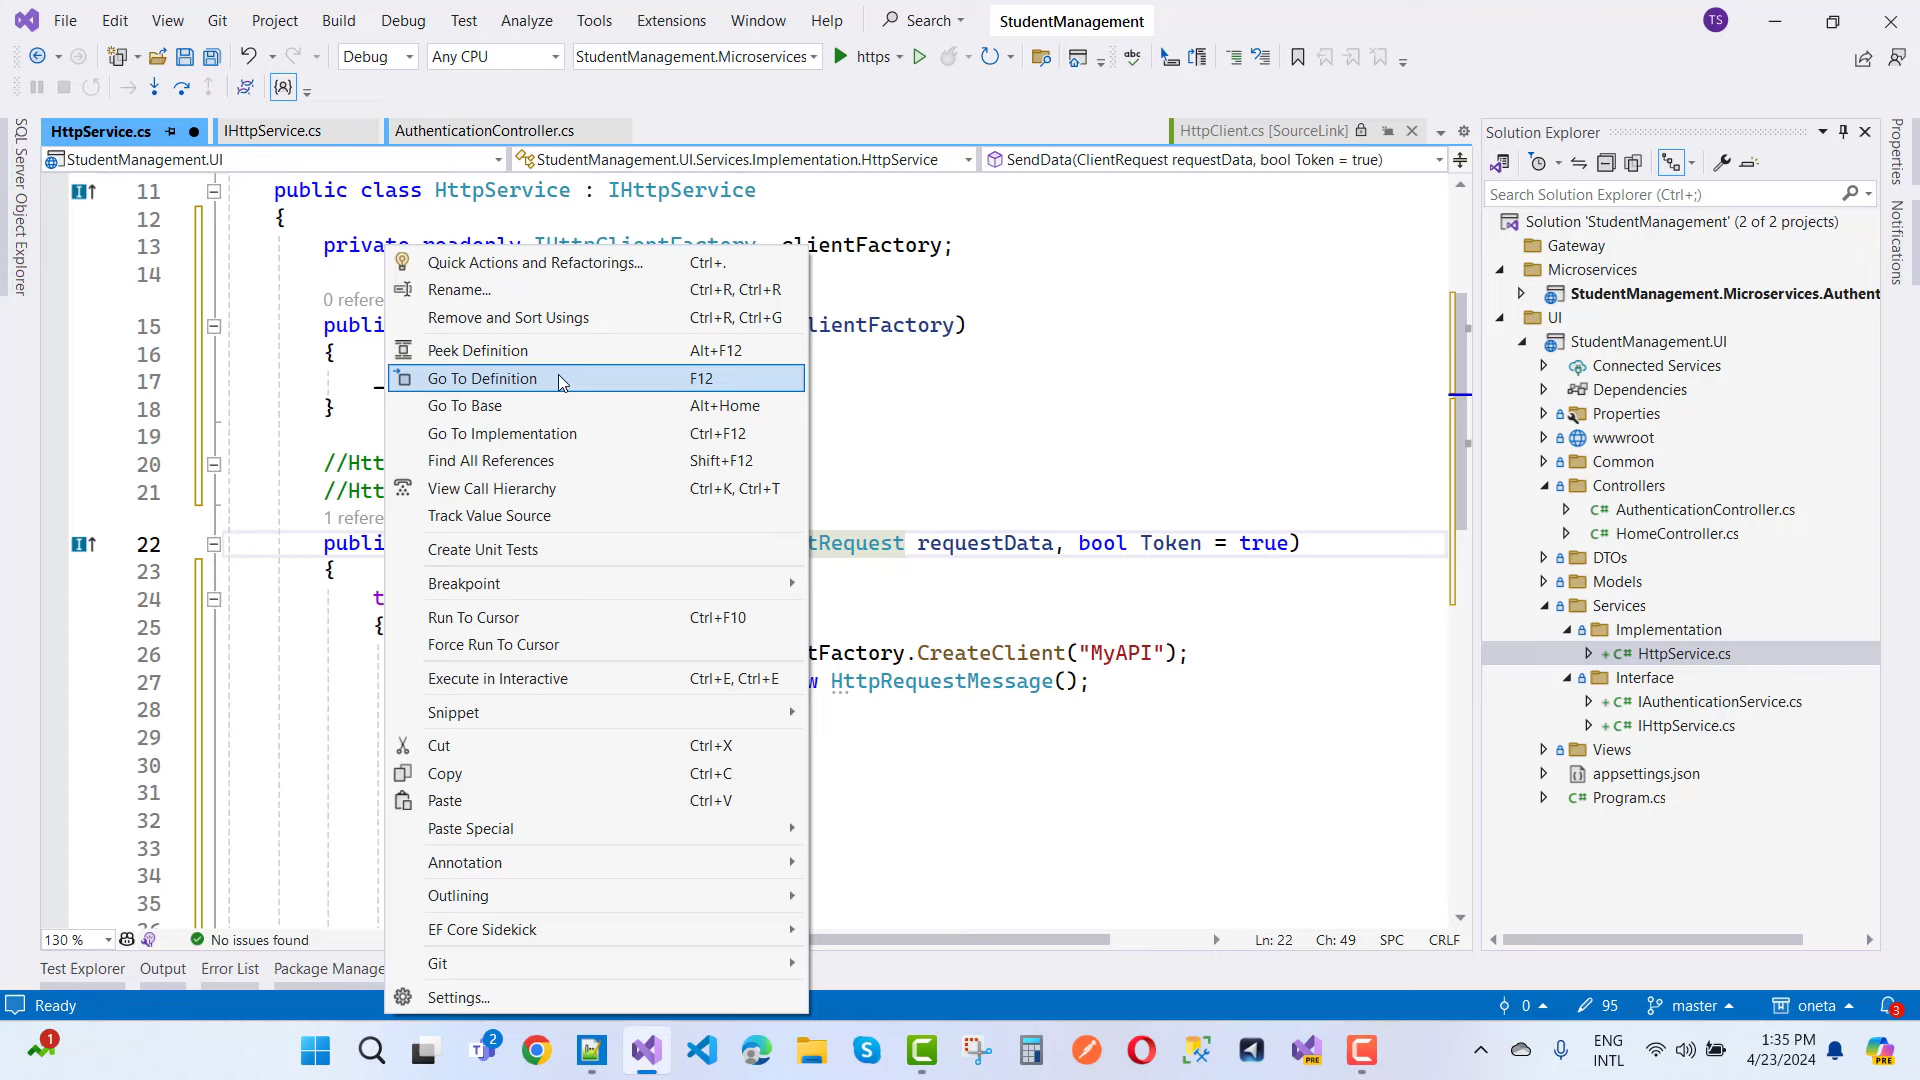 File Edit View Git Project Build Debug Test Analyze Tools Extensions Window Help Search StudentManagement TS
Debug Any CPU StudentManagement.Microservices https
HttpService.cs IHttpService.cs AuthenticationController.cs HttpClient.cs [SourceLink]
StudentManagement.UI StudentManagement.UI.Services.Implementation.HttpService SendData(ClientRequest requestData, bool Token = true)
SQL Server Object Explorer
11 public class HttpService : IHttpService
12 {
13 private readonly IHttpClientFactory clientFactory;
14
0 refere
15 publi lientFactory)
16 {
17 _
18 }
19
20 //Htt
21 //Htt
1 refere
22 publi tRequest requestData, bool Token = true)
23 {
24 t
25 {
26 tFactory.CreateClient("MyAPI");
27 w HttpRequestMessage();
28
29
30
31
32
33
34
35
Quick Actions and Refactorings... Ctrl+.
Rename... Ctrl+R, Ctrl+R
Remove and Sort Usings Ctrl+R, Ctrl+G
Peek Definition Alt+F12
Go To Definition F12
Go To Base Alt+Home
Go To Implementation Ctrl+F12
Find All References Shift+F12
View Call Hierarchy Ctrl+K, Ctrl+T
Track Value Source
Create Unit Tests
Breakpoint
Run To Cursor Ctrl+F10
Force Run To Cursor
Execute in Interactive Ctrl+E, Ctrl+E
Snippet
Cut Ctrl+X
Copy Ctrl+C
Paste Ctrl+V
Paste Special
Annotation
Outlining
EF Core Sidekick
Git
Settings...
Solution Explorer
Search Solution Explorer (Ctrl+;)
Solution 'StudentManagement' (2 of 2 projects)
Gateway
Microservices
StudentManagement.Microservices.Authent
UI
StudentManagement.UI
Connected Services
Dependencies
Properties
wwwroot
Common
Controllers
C# AuthenticationController.cs
C# HomeController.cs
DTOs
Models
Services
Implementation
+ C# HttpService.cs
Interface
+ C# IAuthenticationService.cs
+ C# IHttpService.cs
Views
appsettings.json
C# Program.cs
Properties
Notifications
130 % No issues found Ln: 22 Ch: 49 SPC CRLF
Test Explorer Output Error List Package Manage
Ready 0 95 master oneta 3
1 2 PRE ENG
INTL
1:35 PM
4/23/2024 PRE